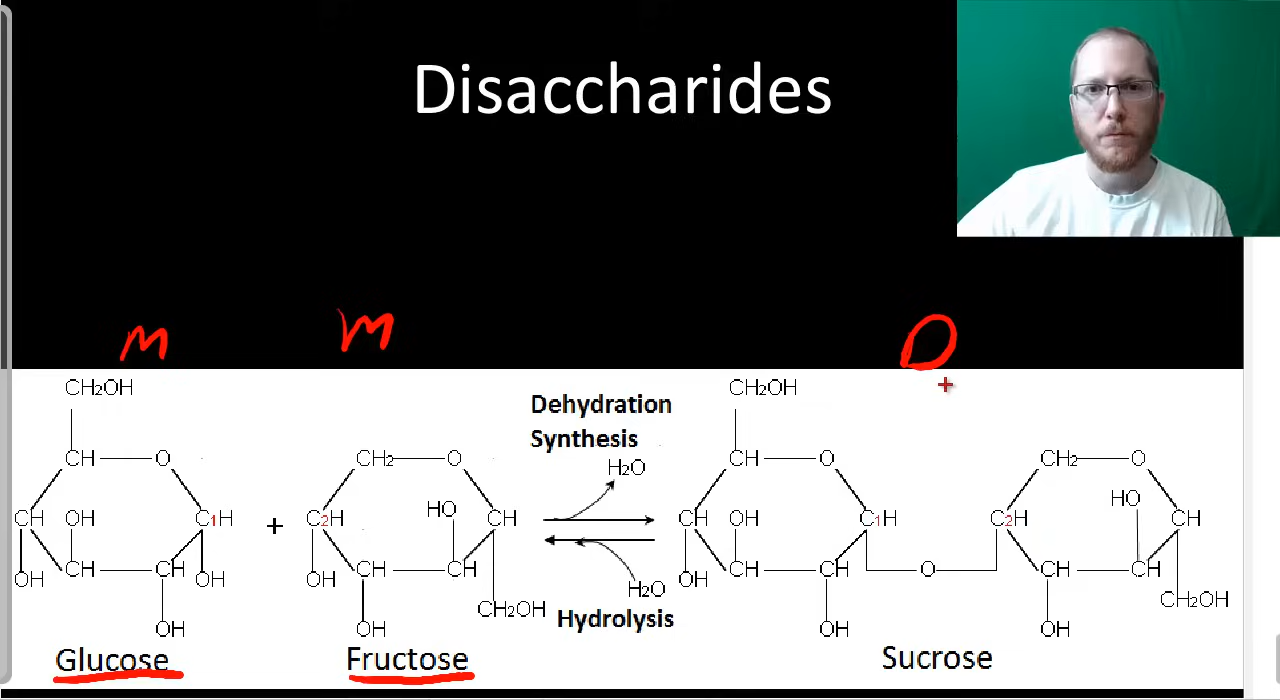 Disaccharides
M M D
CH2OH CH2OH
Dehydration
Synthesis
H2O
CH O CH2 O CH O CH2 O
HO HO
CH OH C1H + C2H CH CH OH C1H C2H CH
OH CH CH OH OH CH CH OH CH CH O CH CH
H2O
CH2OH CH2OH
Hydrolysis
OH OH OH OH
Glucose Fructose Sucrose